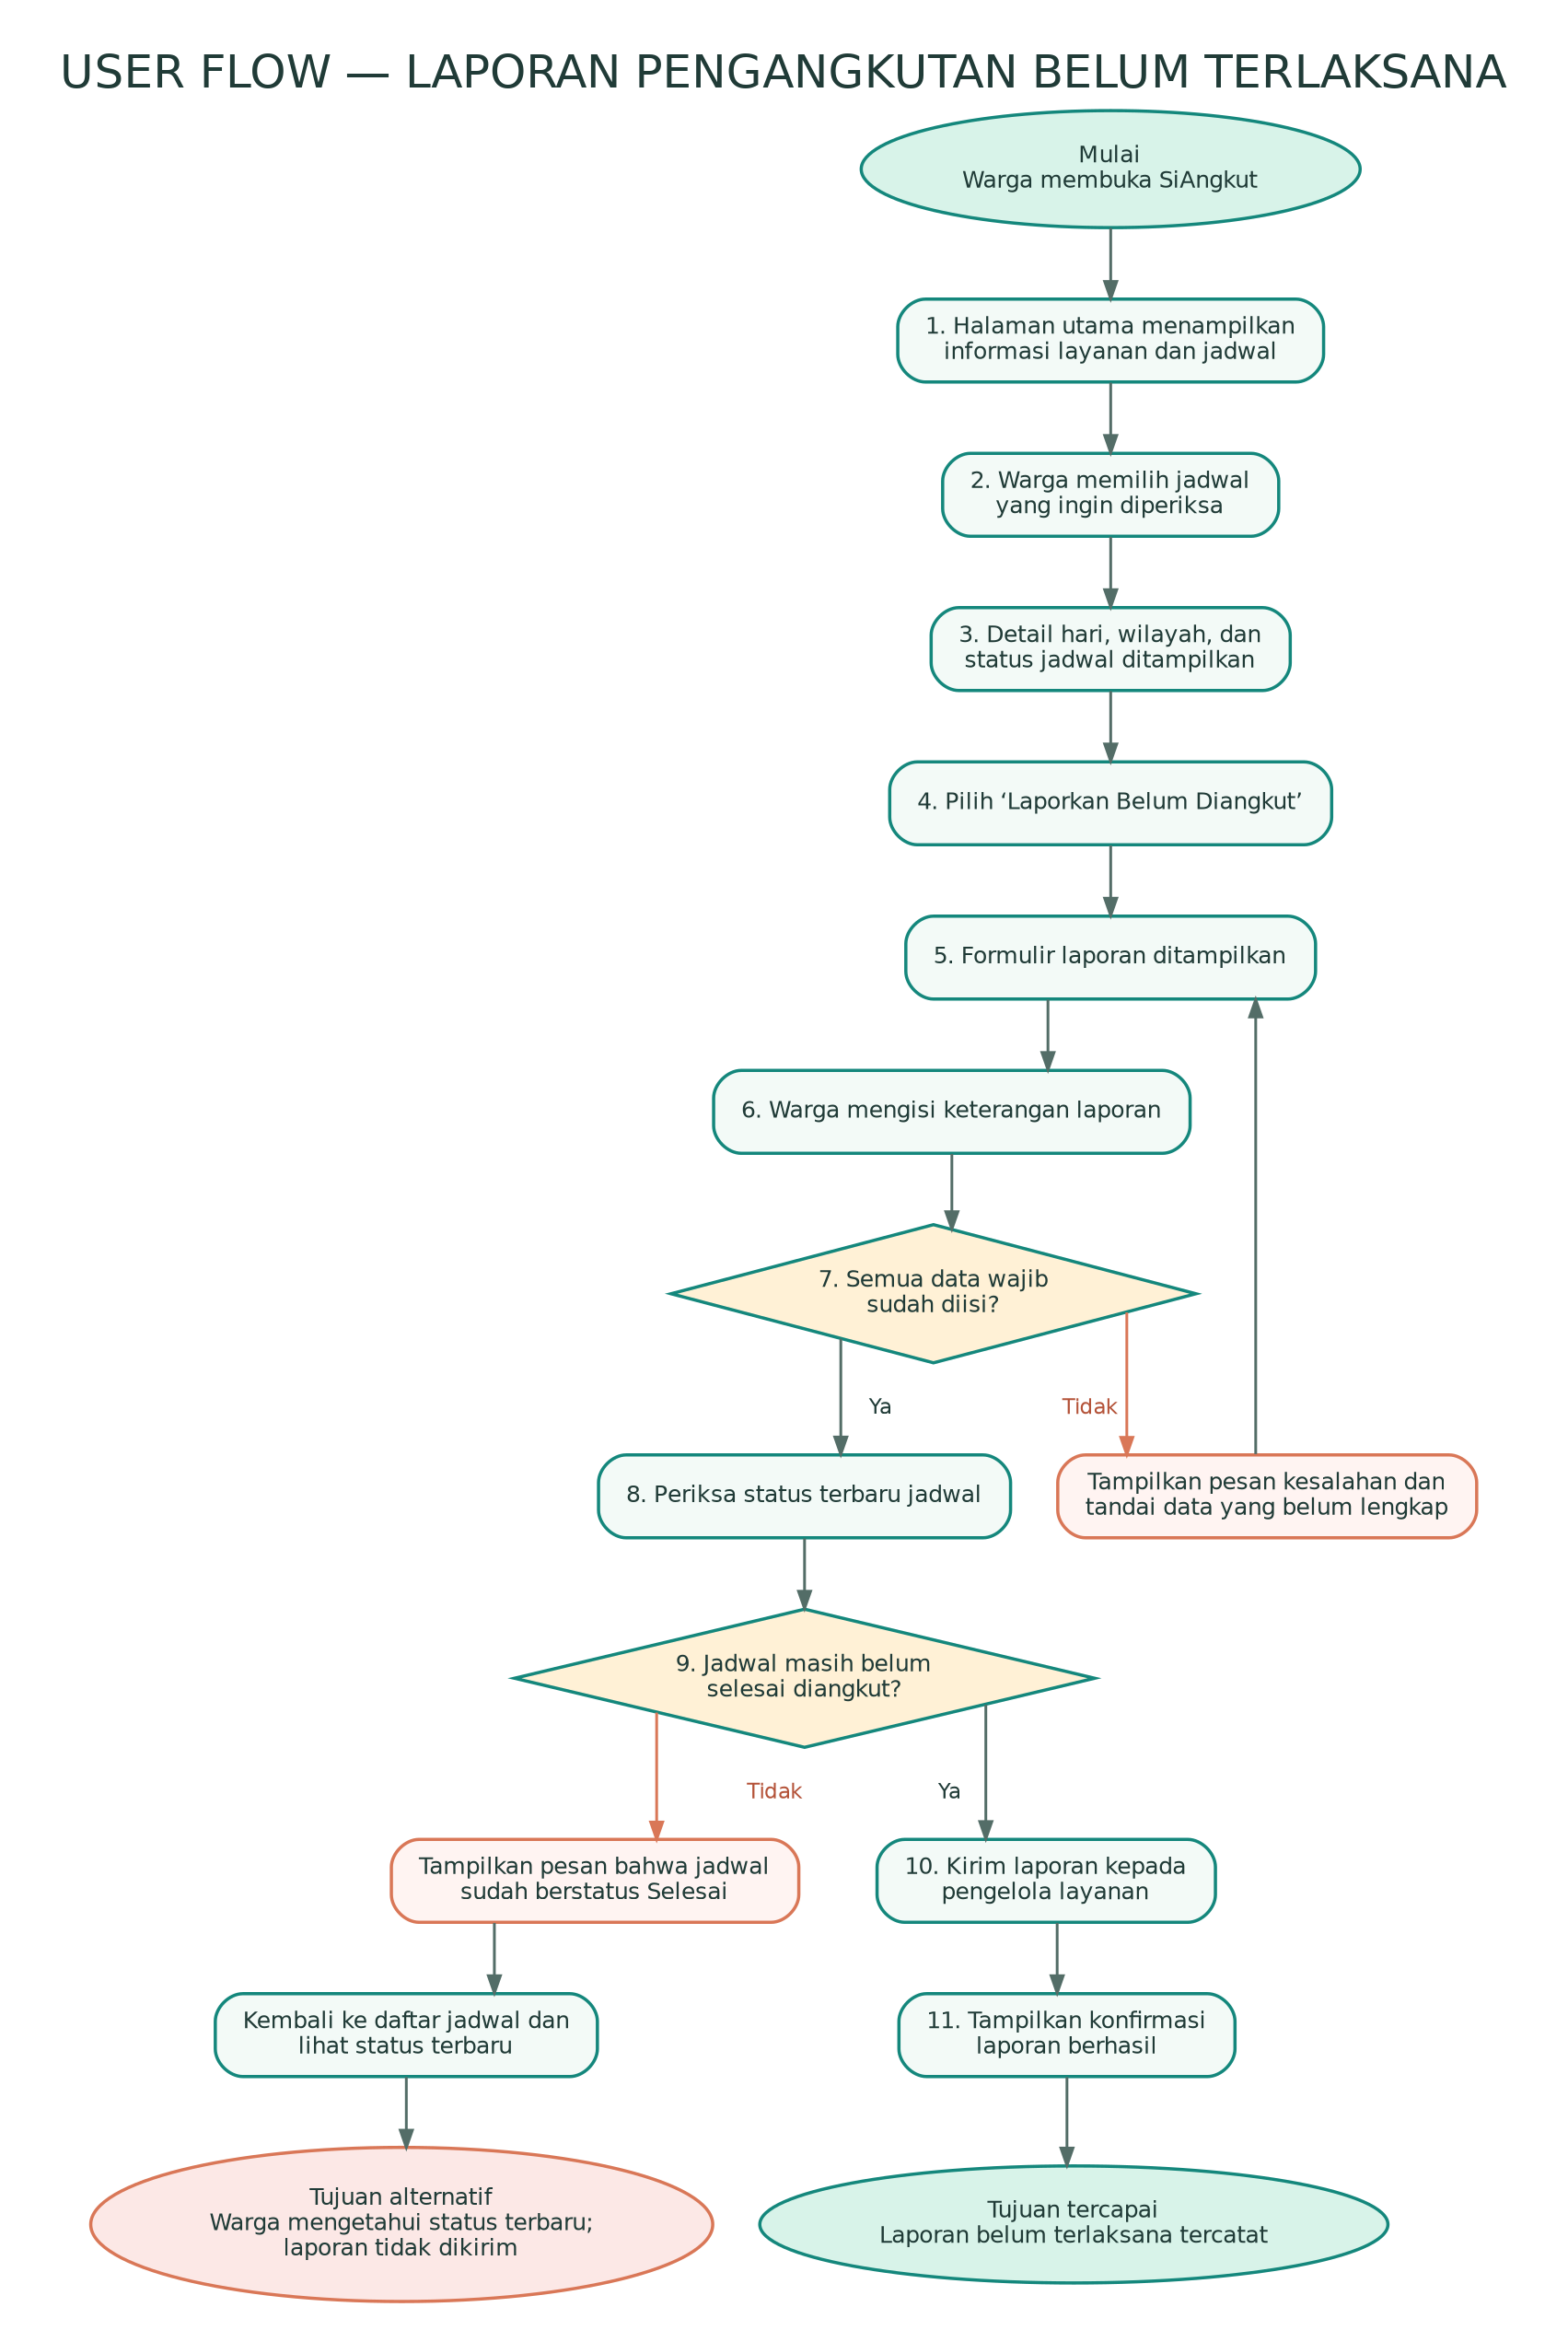 USER FLOW — LAPORAN PENGANGKUTAN BELUM TERLAKSANA
Mulai
Warga membuka SiAngkut
1. Halaman utama menampilkan
informasi layanan dan jadwal
2. Warga memilih jadwal
yang ingin diperiksa
3. Detail hari, wilayah, dan
status jadwal ditampilkan
4. Pilih ‘Laporkan Belum Diangkut’
5. Formulir laporan ditampilkan
6. Warga mengisi keterangan laporan
7. Semua data wajib
sudah diisi?
Ya
Tidak
8. Periksa status terbaru jadwal
Tampilkan pesan kesalahan dan
tandai data yang belum lengkap
9. Jadwal masih belum
selesai diangkut?
Tidak
Ya
Tampilkan pesan bahwa jadwal
sudah berstatus Selesai
10. Kirim laporan kepada
pengelola layanan
Kembali ke daftar jadwal dan
lihat status terbaru
11. Tampilkan konfirmasi
laporan berhasil
Tujuan alternatif
Warga mengetahui status terbaru;
laporan tidak dikirim
Tujuan tercapai
Laporan belum terlaksana tercatat